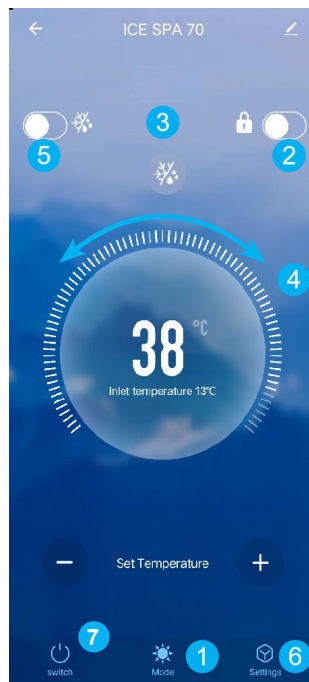 ICE SPA 70
3
5
2
4
38 °C
Inlet temperature 13°C
− Set Temperature +
7
1
6
switch Mode Settings